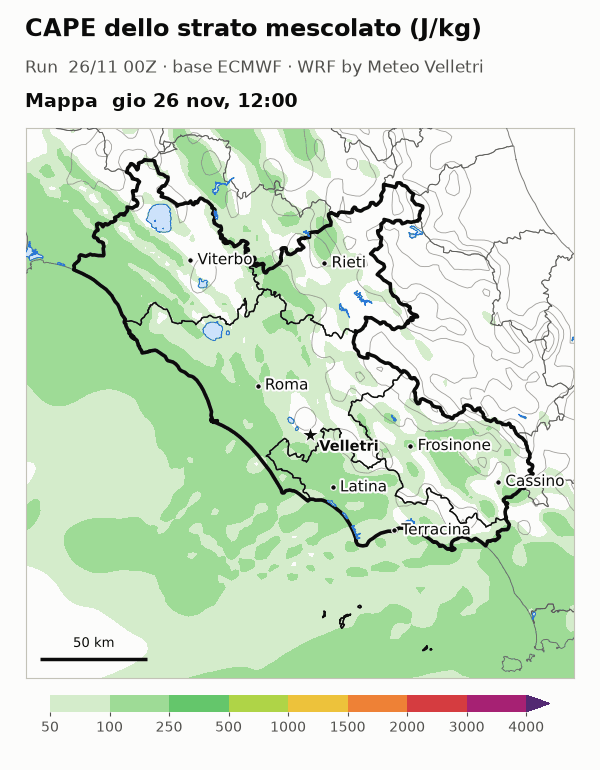 CAPE dello strato mescolato (J/kg)
Run  26/11 00Z · base ECMWF · WRF by Meteo Velletri
Mappa  gio 26 nov, 12:00
Viterbo
Rieti
Roma
Velletri
Frosinone
Cassino
Latina
Terracina
50 km
50 100 250 500 1000 1500 2000 3000 4000